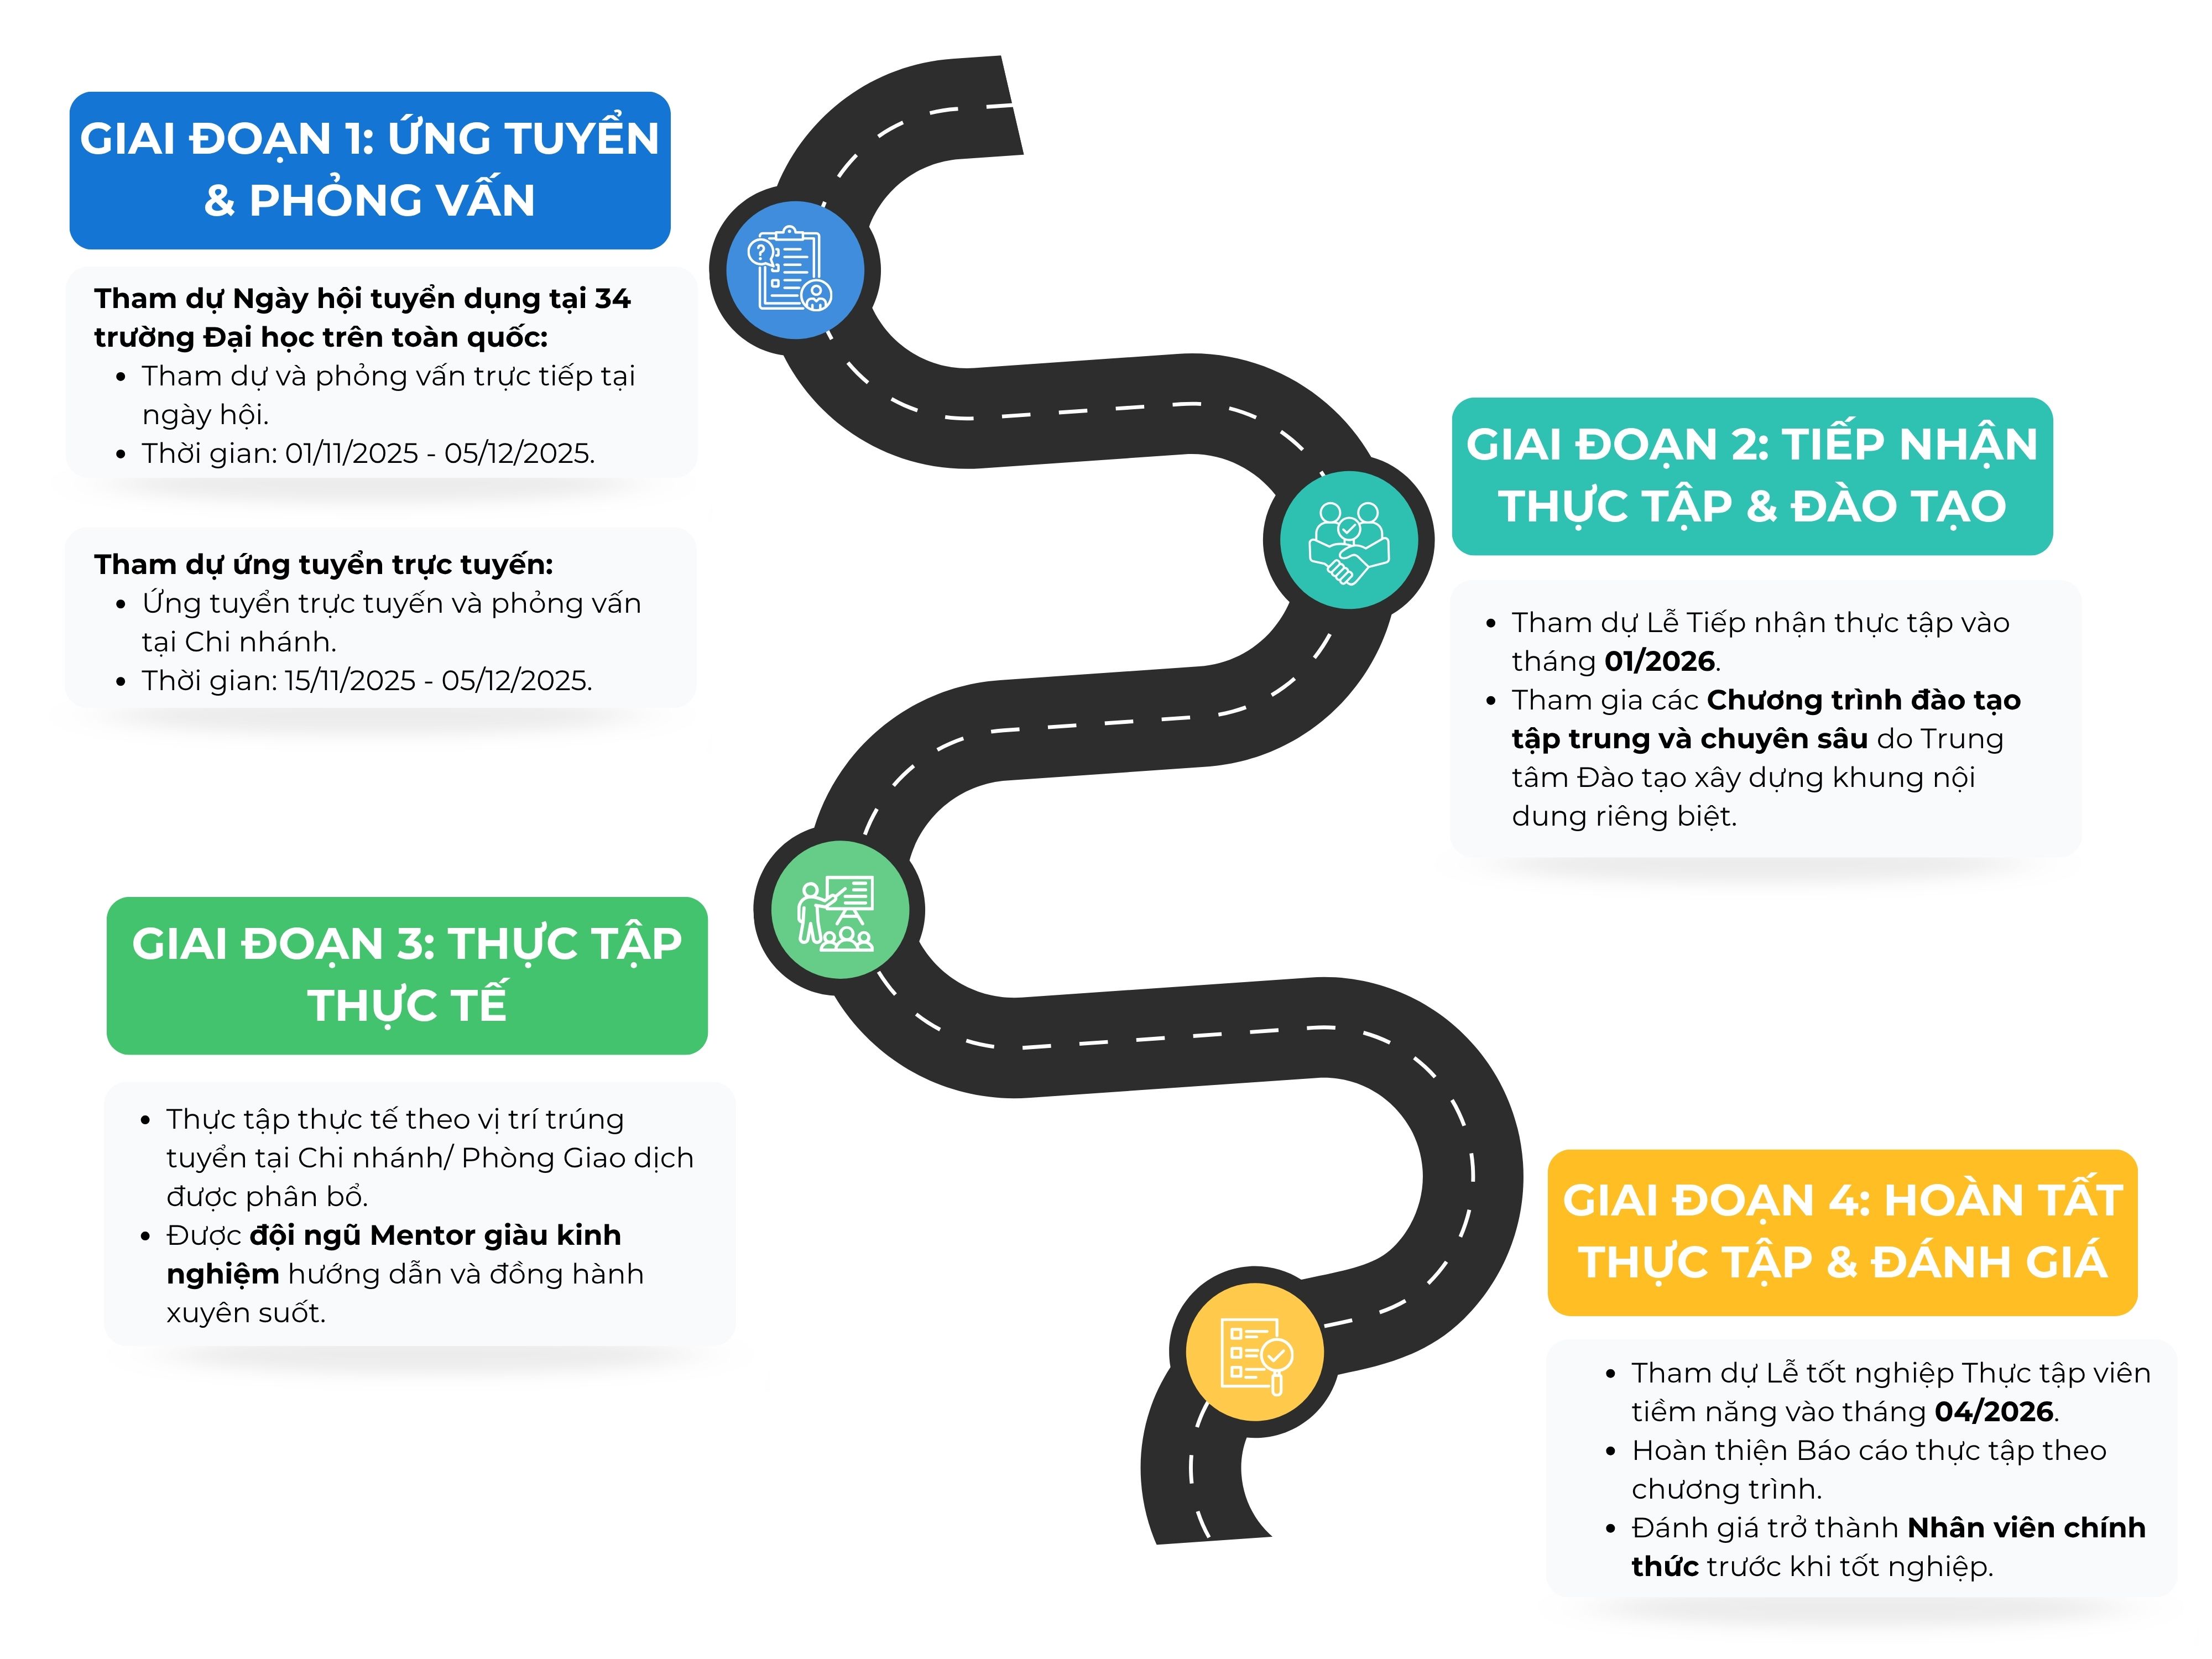 GIAI ĐOẠN 1: ỨNG TUYỂN
& PHỎNG VẤN
Tham dự Ngày hội tuyển dụng tại 34
trường Đại học trên toàn quốc:
• Tham dự và phỏng vấn trực tiếp tại
ngày hội.
• Thời gian: 01/11/2025 - 05/12/2025.
Tham dự ứng tuyển trực tuyến:
• Ứng tuyển trực tuyến và phỏng vấn
tại Chi nhánh.
• Thời gian: 15/11/2025 - 05/12/2025.
GIAI ĐOẠN 2: TIẾP NHẬN
THỰC TẬP & ĐÀO TẠO
• Tham dự Lễ Tiếp nhận thực tập vào
tháng 01/2026.
• Tham gia các Chương trình đào tạo
tập trung và chuyên sâu do Trung
tâm Đào tạo xây dựng khung nội
dung riêng biệt.
GIAI ĐOẠN 3: THỰC TẬP
THỰC TẾ
• Thực tập thực tế theo vị trí trúng
tuyển tại Chi nhánh/ Phòng Giao dịch
được phân bổ.
• Được đội ngũ Mentor giàu kinh
nghiệm hướng dẫn và đồng hành
xuyên suốt.
GIAI ĐOẠN 4: HOÀN TẤT
THỰC TẬP & ĐÁNH GIÁ
• Tham dự Lễ tốt nghiệp Thực tập viên
tiềm năng vào tháng 04/2026.
• Hoàn thiện Báo cáo thực tập theo
chương trình.
• Đánh giá trở thành Nhân viên chính
thức trước khi tốt nghiệp.